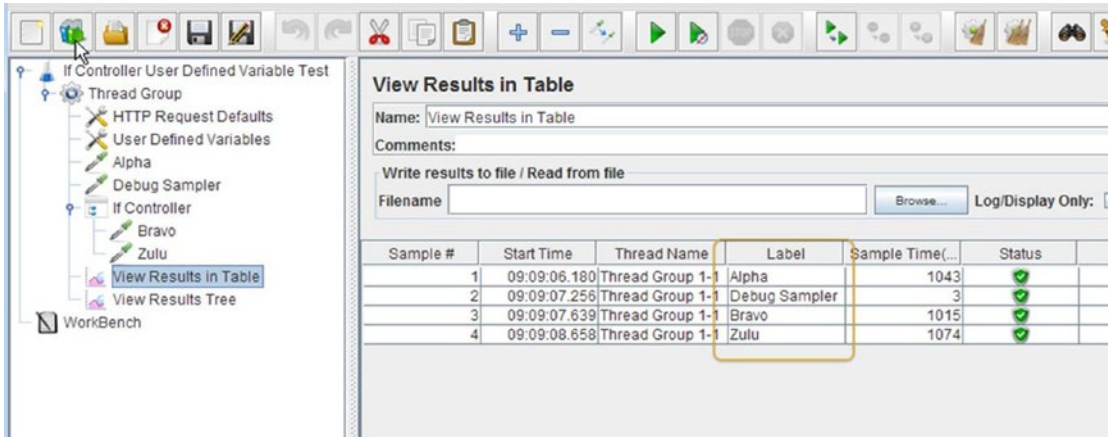 If Controller User Defined Variable Test
Thread Group
HTTP Request Defaults
User Defined Variables
Alpha
Debug Sampler
If Controller
Bravo
Zulu
View Results in Table
View Results Tree
WorkBench
View Results in Table
Name: View Results in Table
Comments:
Write results to file / Read from file
Filename Browse... Log/Display Only:
Sample # Start Time Thread Name Label Sample Time(... Status
1 09:09:06.180 Thread Group 1-1 Alpha 1043
2 09:09:07.256 Thread Group 1-1 Debug Sampler 3
3 09:09:07.639 Thread Group 1-1 Bravo 1015
4 09:09:08.658 Thread Group 1-1 Zulu 1074